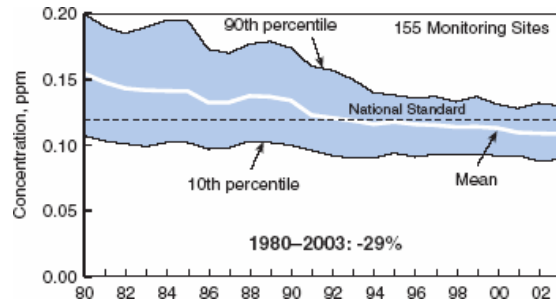 0.20
90th percentile
155 Monitoring Sites
0.15
National Standard
0.10
10th percentile
Mean
0.05
1980–2003: -29%
0.00
80 82 84 86 88 90 92 94 96 98 00 02
Concentration, ppm